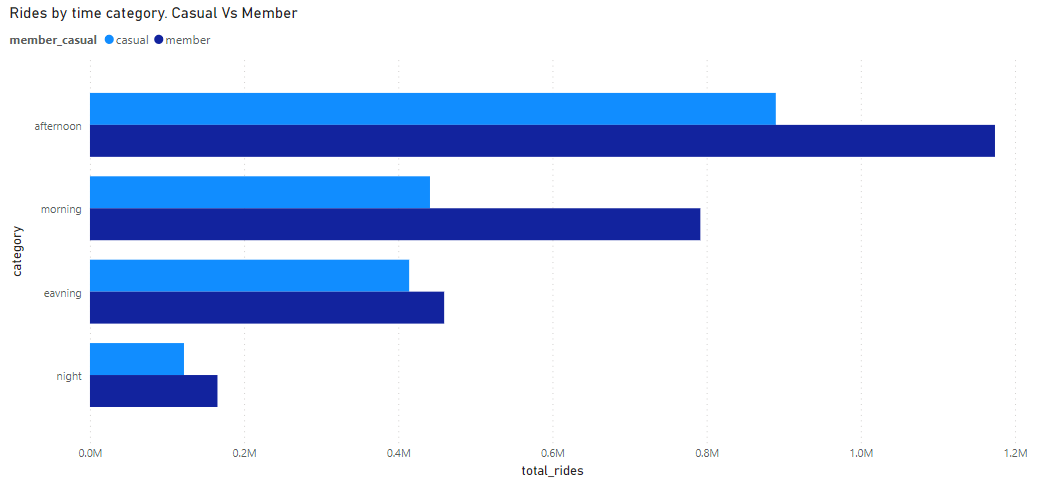 Rides by time category. Casual Vs Member
member_casual casual member
category
afternoon
morning
eavning
night
0.0M 0.2M 0.4M 0.6M 0.8M 1.0M 1.2M
total_rides